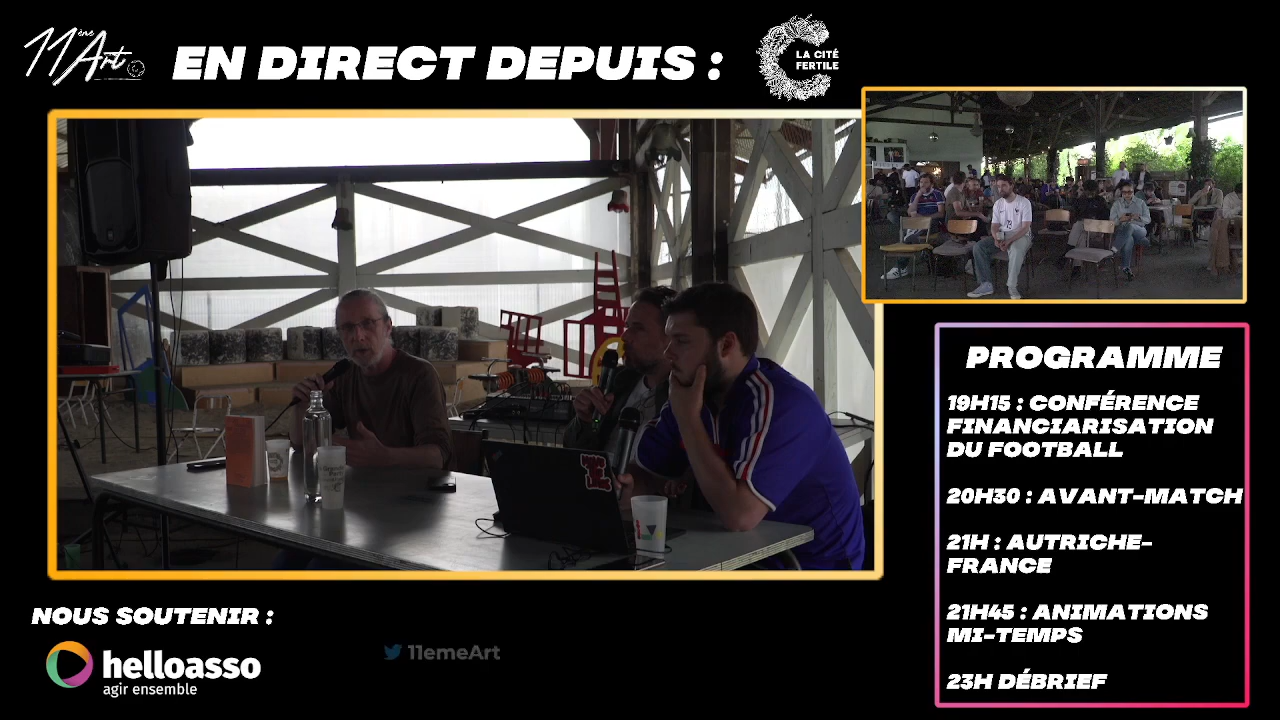 11ème Art
EN DIRECT DEPUIS :
LA CITÉ
FERTILE
PROGRAMME
19H15 : CONFÉRENCE
FINANCIARISATION
DU FOOTBALL
20H30 : AVANT-MATCH
21H : AUTRICHE-
FRANCE
21H45 : ANIMATIONS
MI-TEMPS
23H DÉBRIEF
NOUS SOUTENIR :
helloasso
agir ensemble
11emeArt